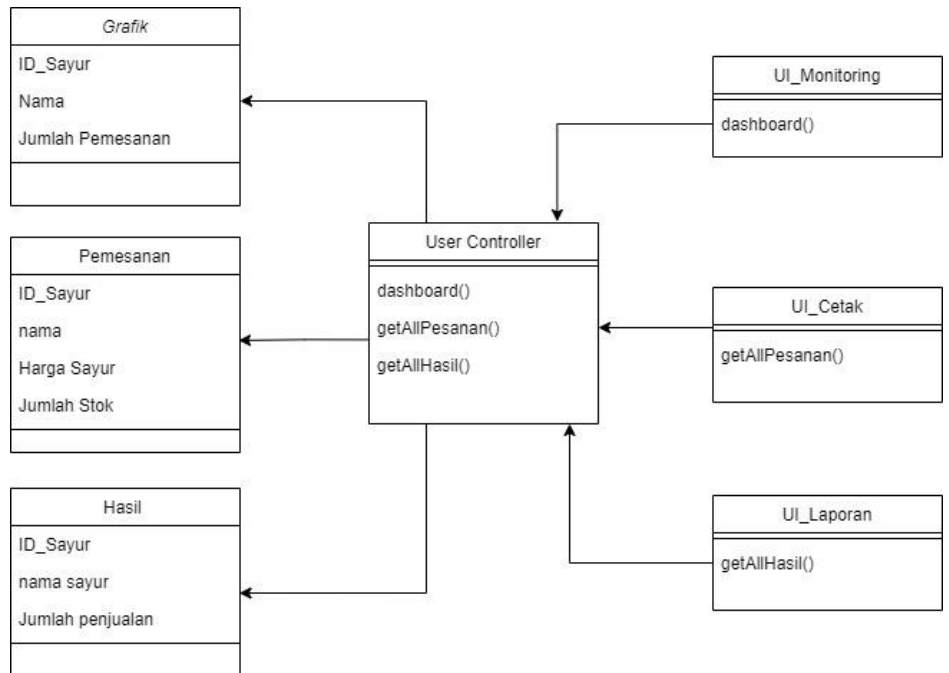 Grafik
ID_Sayur
Nama
Jumlah Pemesanan
Pemesanan
ID_Sayur
nama
Harga Sayur
Jumlah Stok
Hasil
ID_Sayur
nama sayur
Jumlah penjualan
User Controller
dashboard()
getAllPesanan()
getAllHasil()
UI_Monitoring
dashboard()
UI_Cetak
getAllPesanan()
UI_Laporan
getAllHasil()